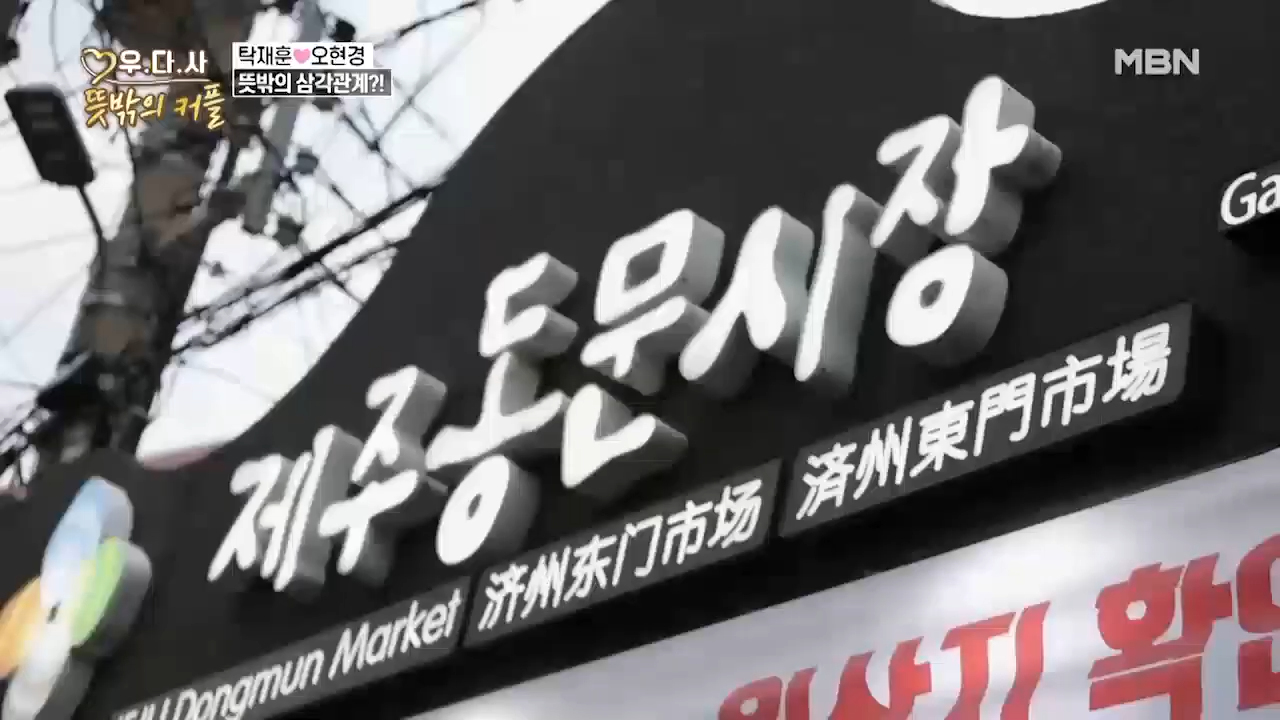 우.다.사
뜻밖의 커플
탁재훈♥오현경
뜻밖의 삼각관계?!
MBN
제주동문시장
Dongmun Market
济州东门市场
済州東門市場